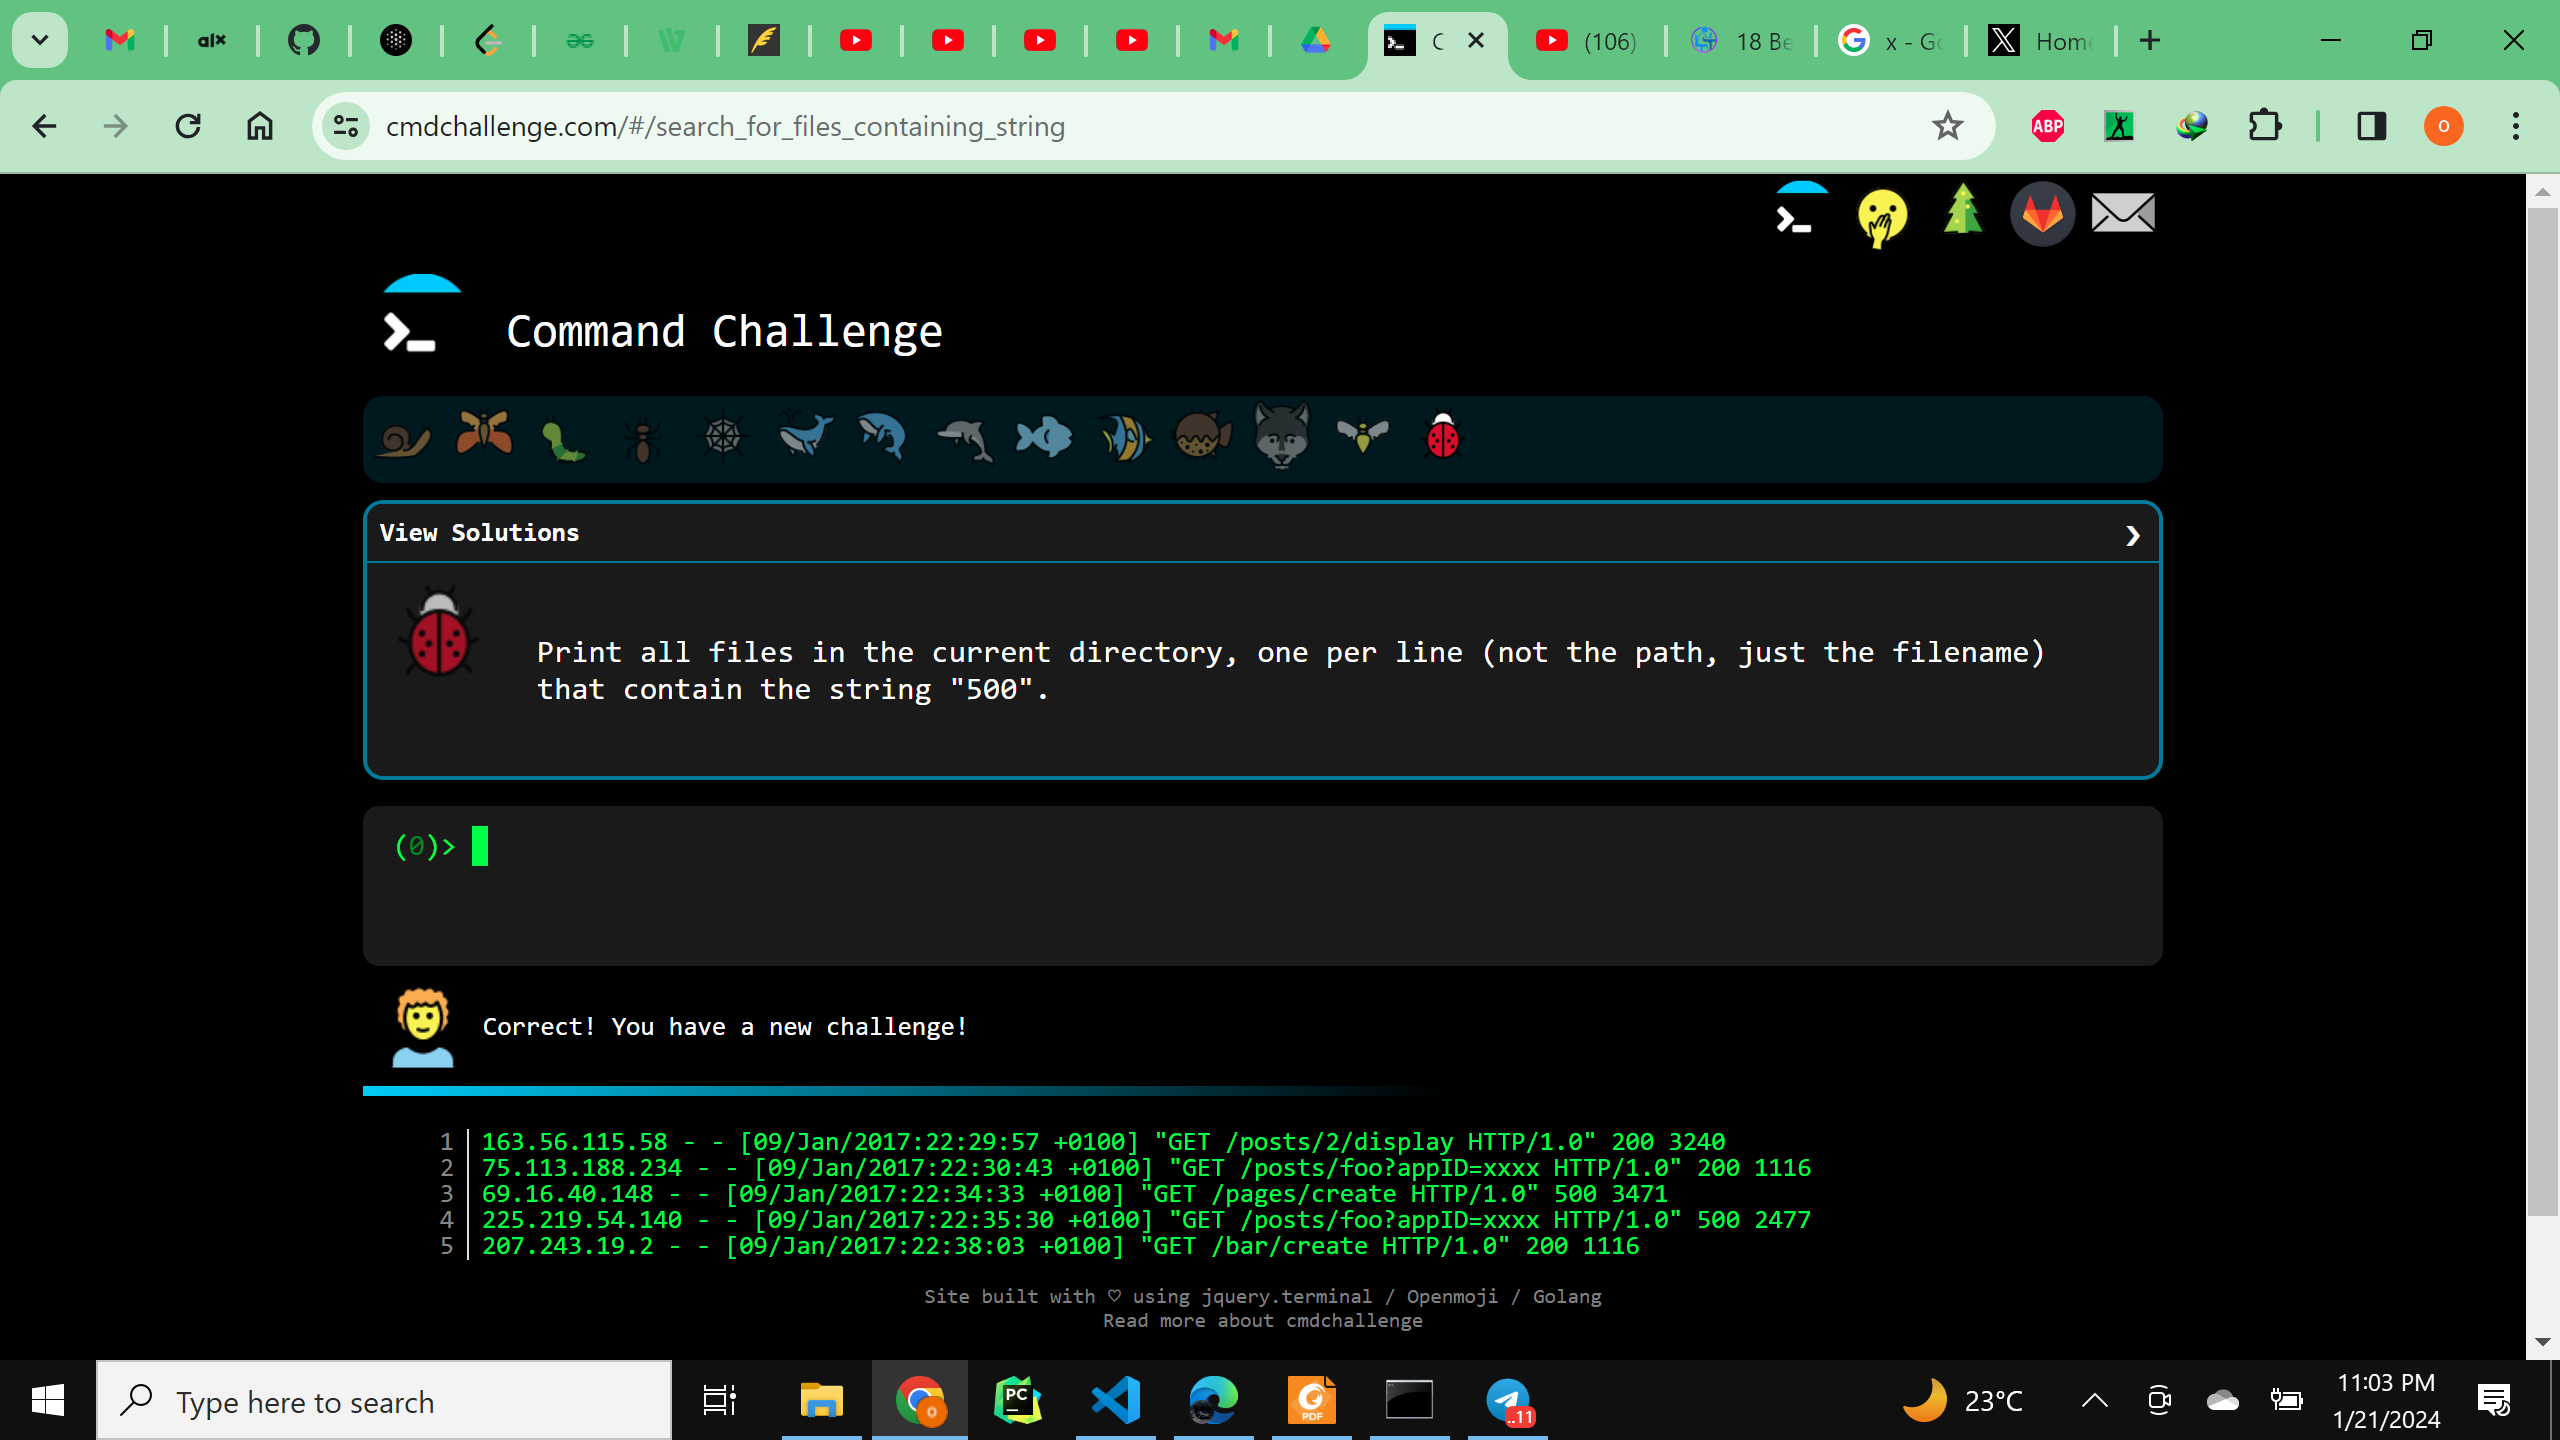 alx
C
(106)
18 Be
x - Go
Home
cmdchallenge.com/#/search_for_files_containing_string
ABP
O
Command Challenge
View Solutions
Print all files in the current directory, one per line (not the path, just the filename)
that contain the string "500".
(0)>
Correct! You have a new challenge!
1 163.56.115.58 - - [09/Jan/2017:22:29:57 +0100] "GET /posts/2/display HTTP/1.0" 200 3240
2 75.113.188.234 - - [09/Jan/2017:22:30:43 +0100] "GET /posts/foo?appID=xxxx HTTP/1.0" 200 1116
3 69.16.40.148 - - [09/Jan/2017:22:34:33 +0100] "GET /pages/create HTTP/1.0" 500 3471
4 225.219.54.140 - - [09/Jan/2017:22:35:30 +0100] "GET /posts/foo?appID=xxxx HTTP/1.0" 500 2477
5 207.243.19.2 - - [09/Jan/2017:22:38:03 +0100] "GET /bar/create HTTP/1.0" 200 1116
Site built with ♡ using jquery.terminal / Openmoji / Golang
Read more about cmdchallenge
Type here to search
PC
PDF
..11
23°C
11:03 PM
1/21/2024